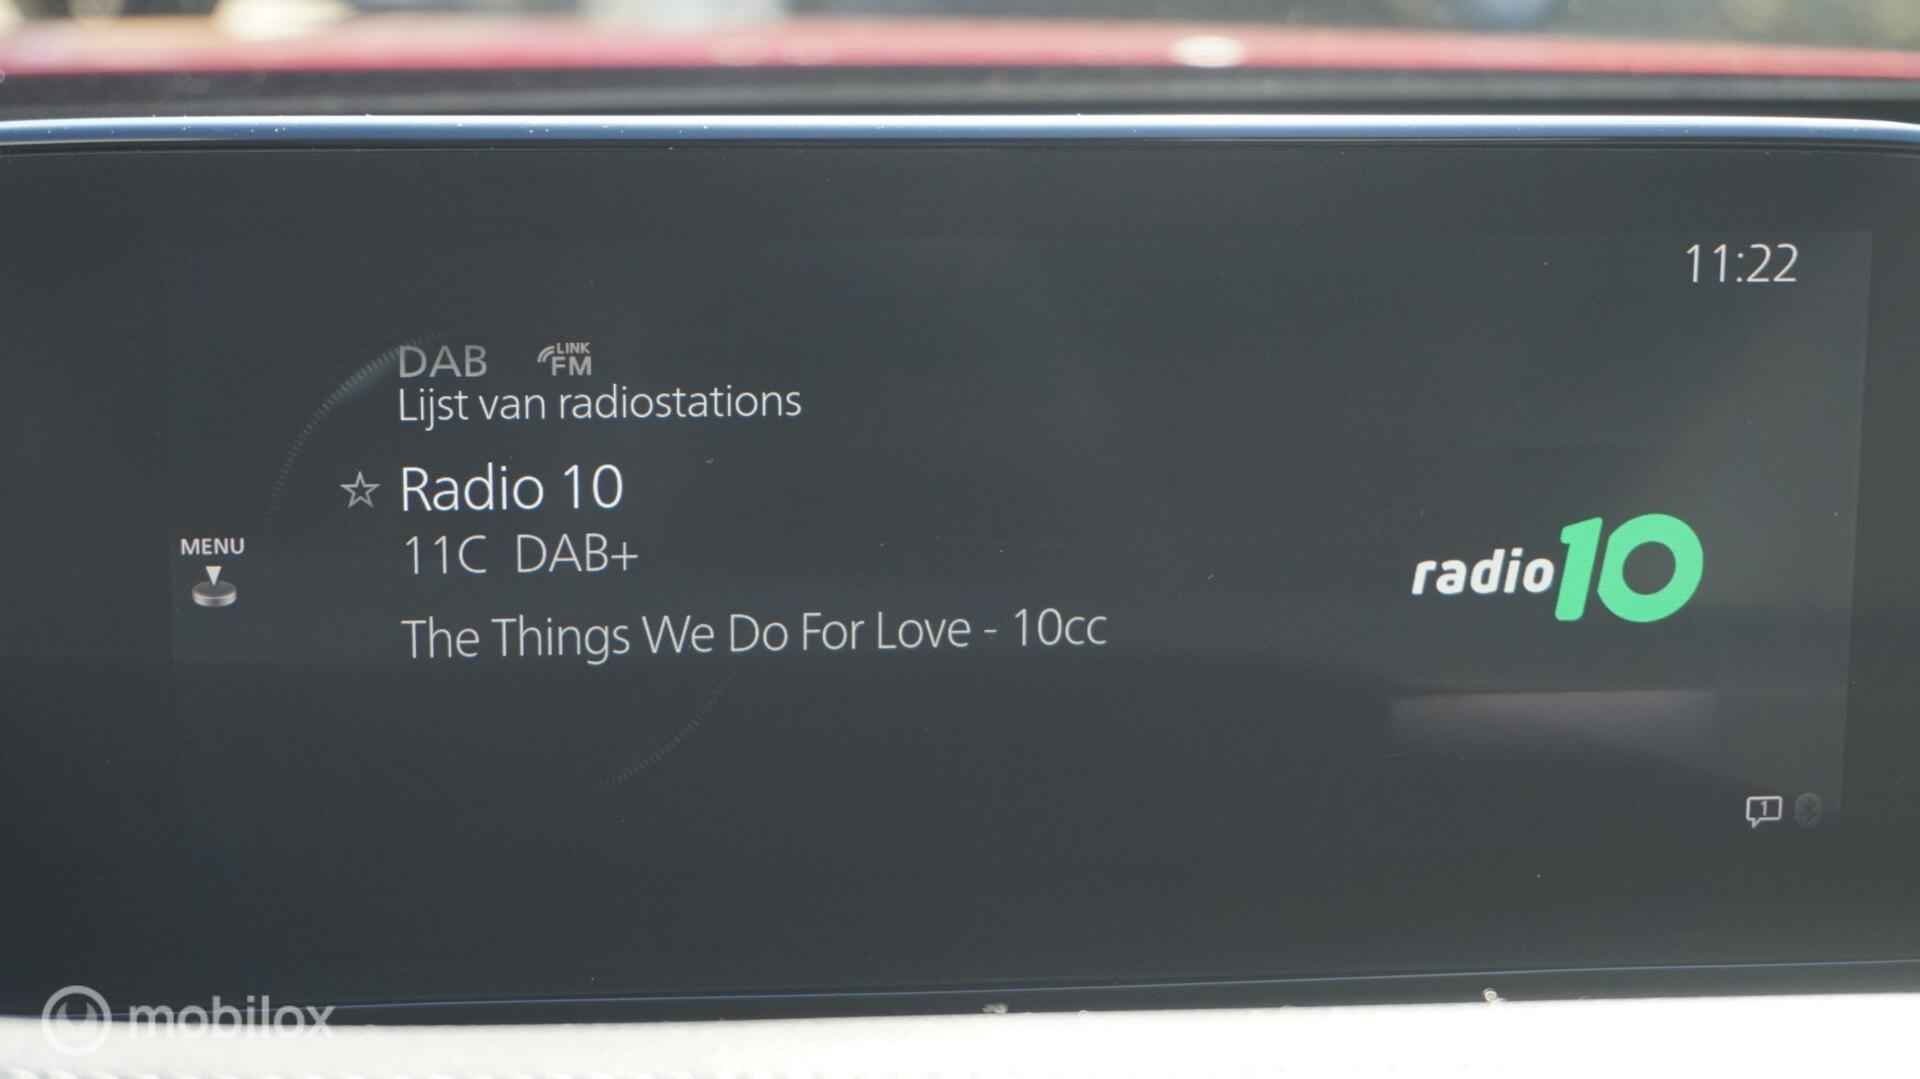 11:22
DAB LINK FM
Lijst van radiostations
Radio 10
11C DAB+
MENU
radio10
The Things We Do For Love - 10cc
1
mobilox